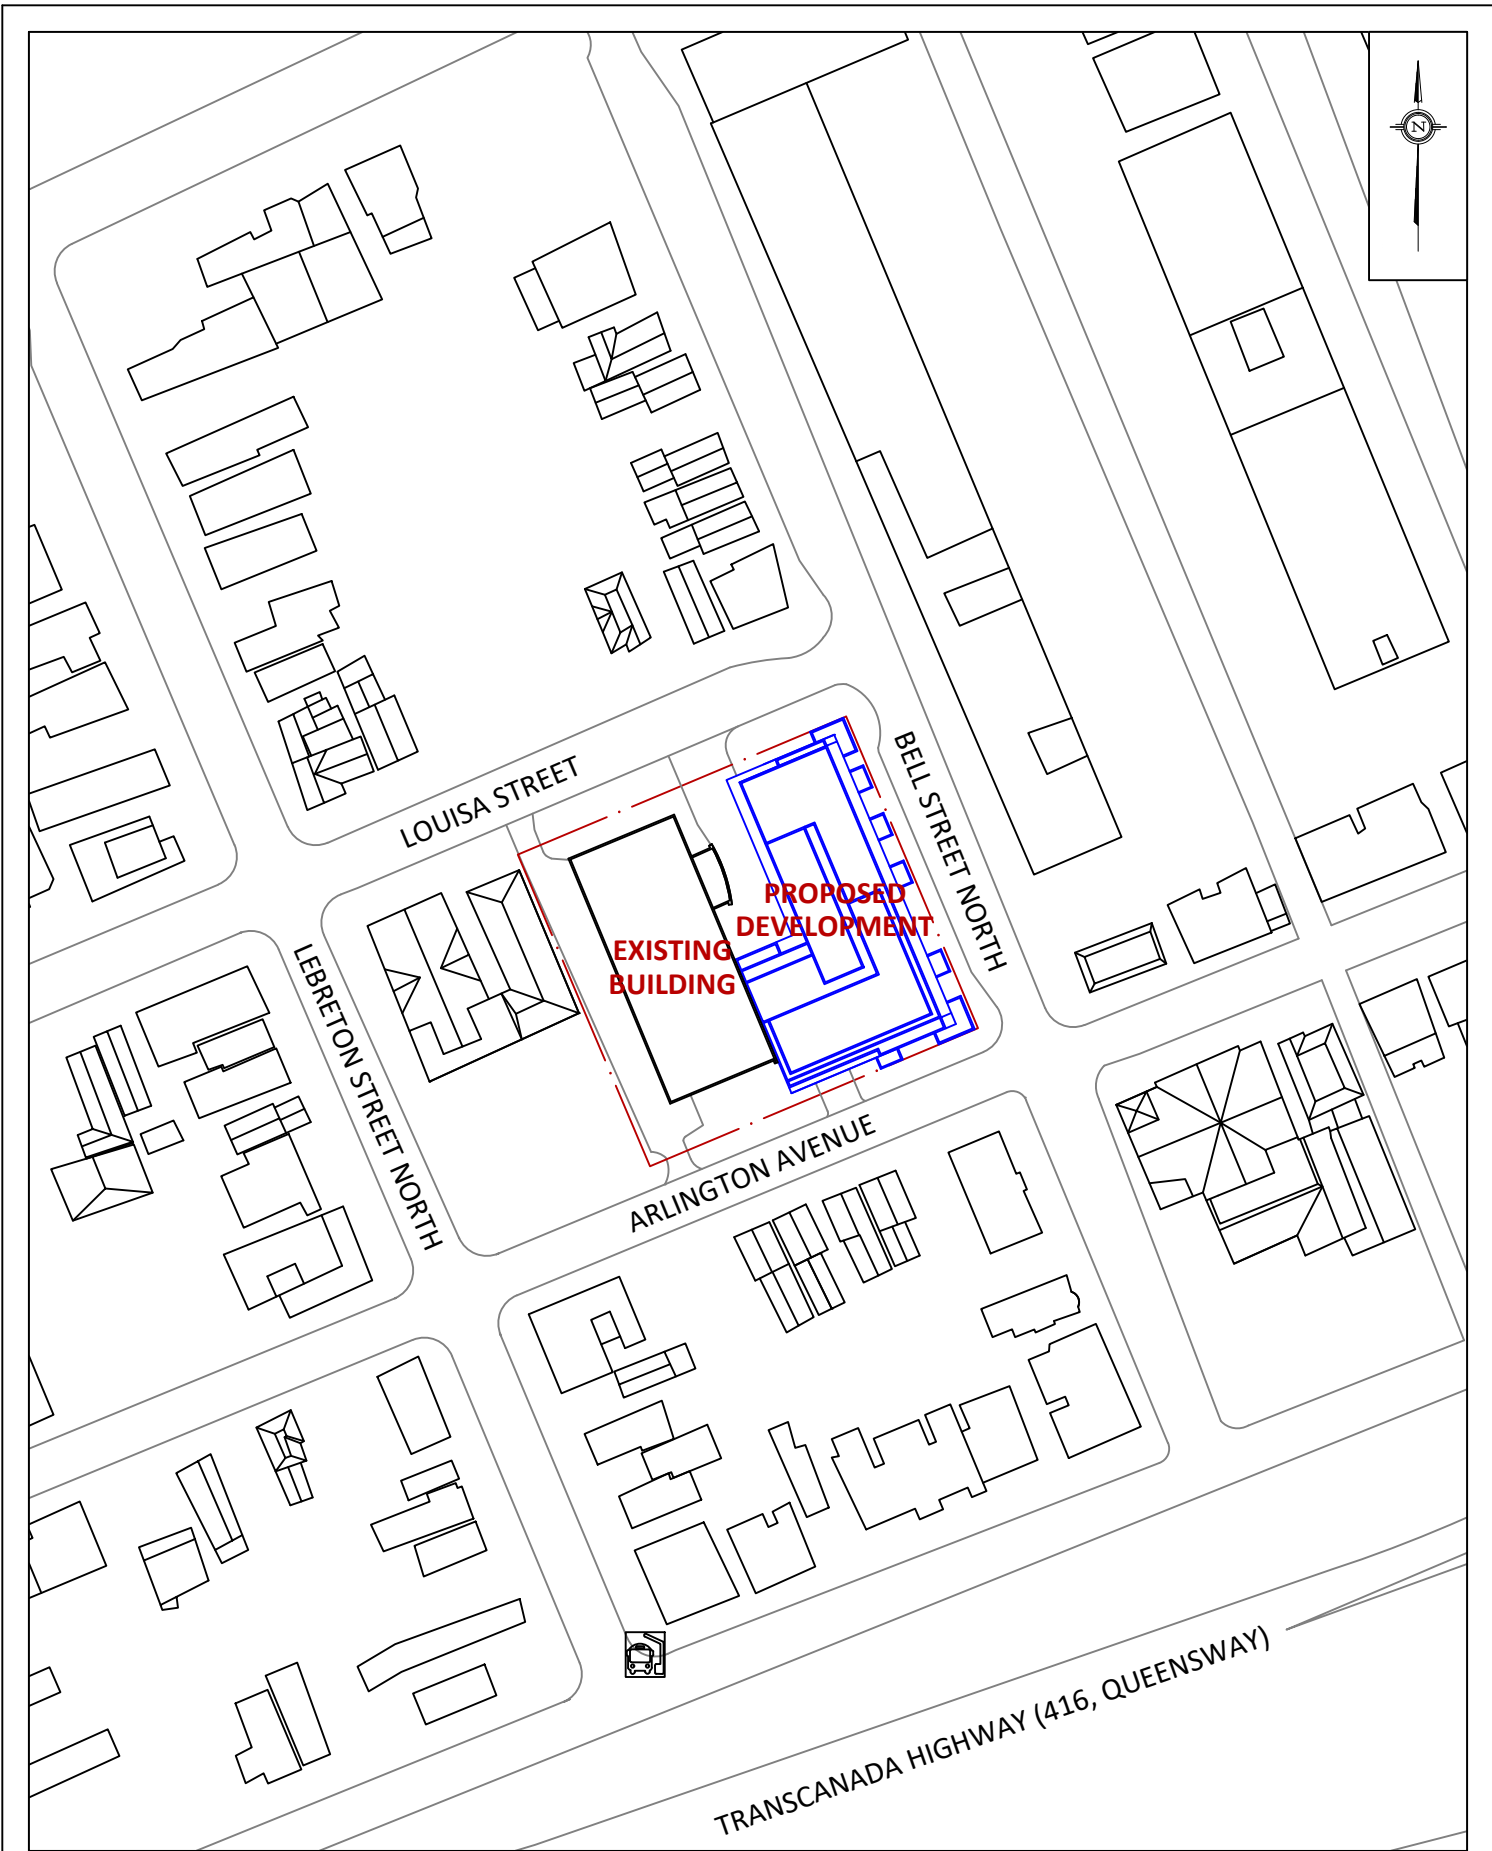 N
LOUISA STREET
BELL STREET NORTH
PROPOSED
DEVELOPMENT
EXISTING
BUILDING
LEBRETON STREET NORTH
ARLINGTON AVENUE
TRANSCANADA HIGHWAY (416, QUEENSWAY)